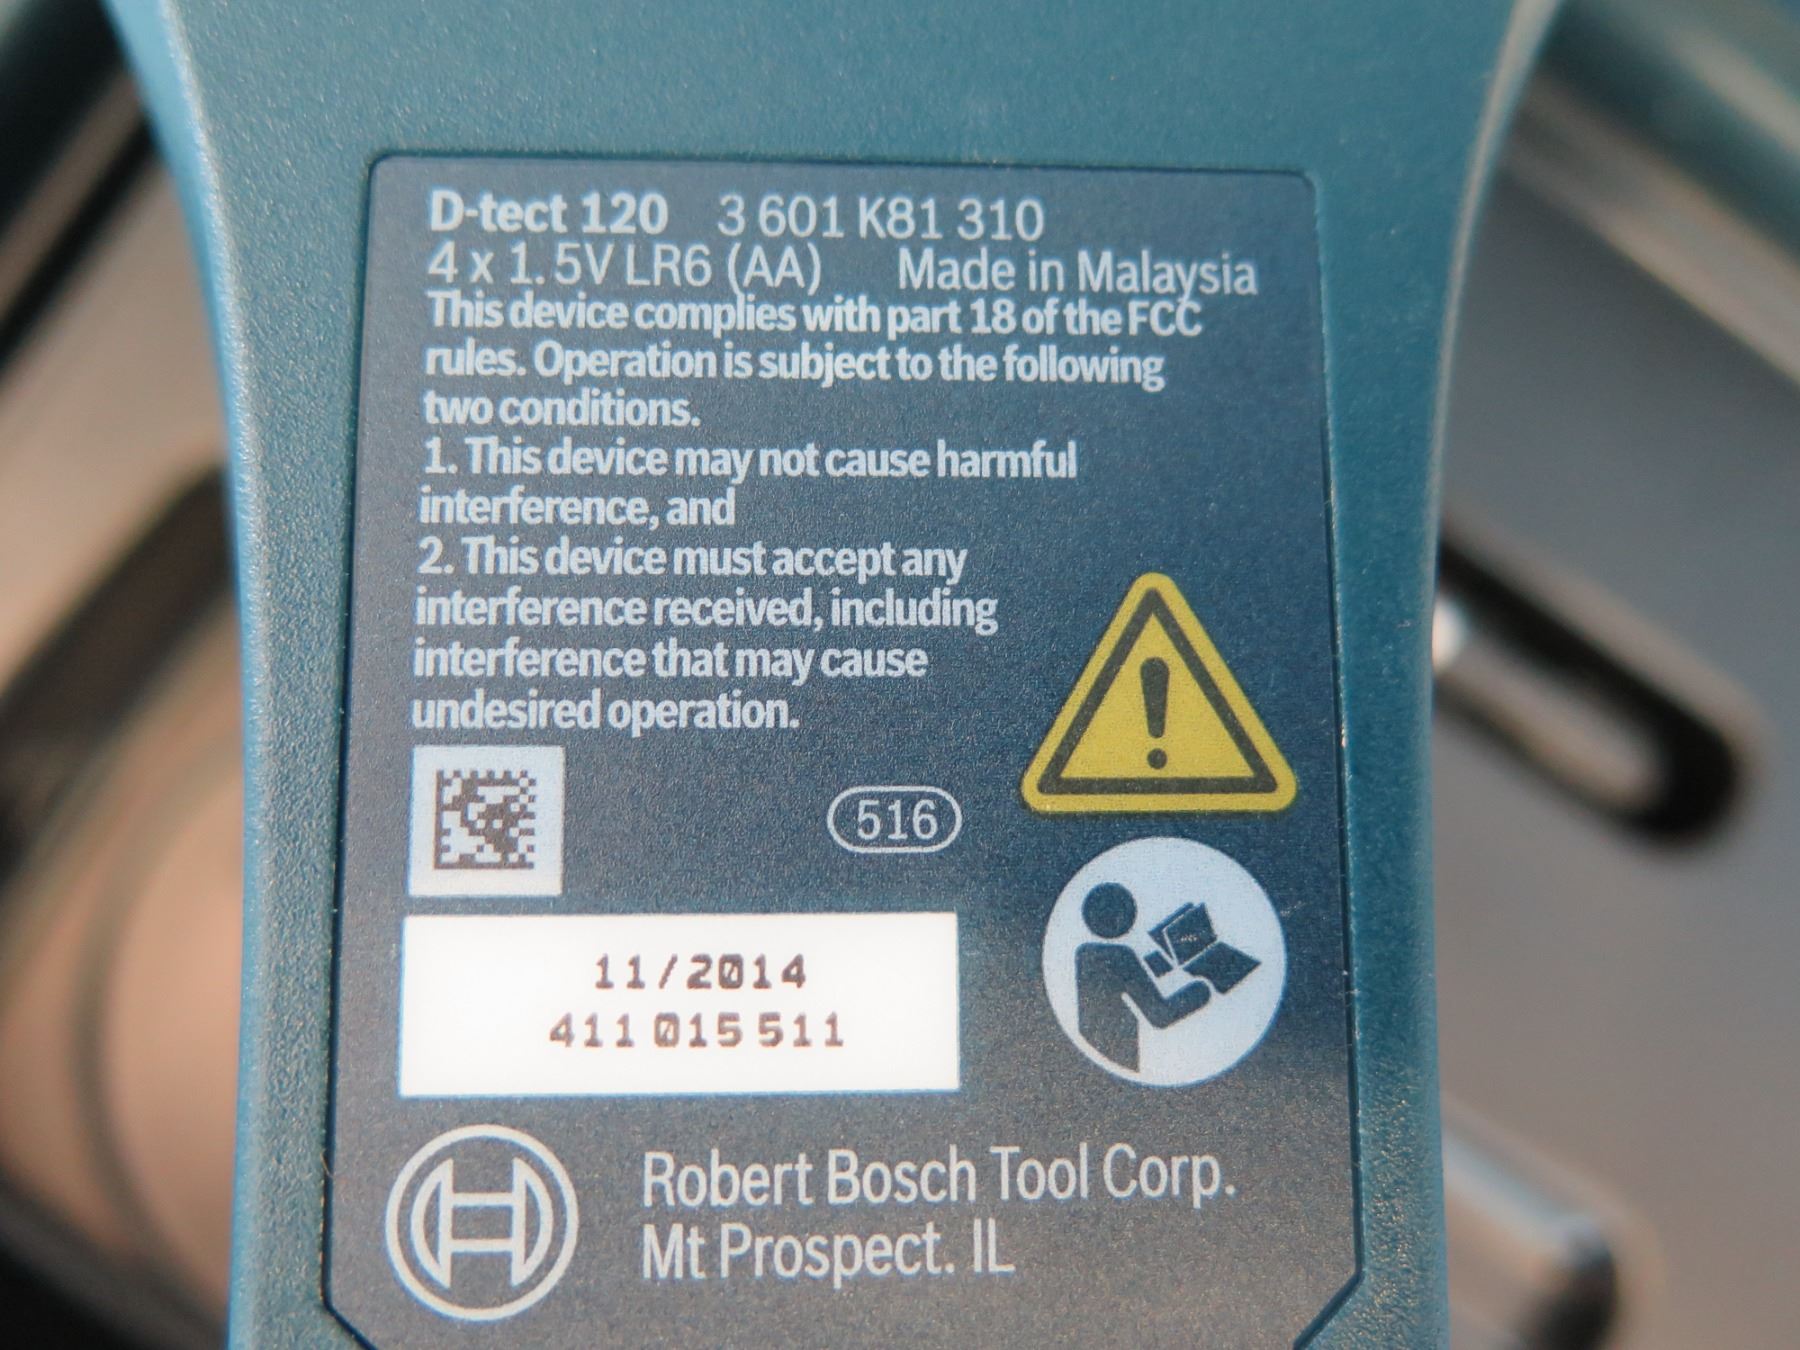 D-tect 120 3 601 K81 310
4 x 1.5V LR6 (AA) Made in Malaysia
This device complies with part 18 of the FCC
rules. Operation is subject to the following
two conditions.
1. This device may not cause harmful
interference, and
2. This device must accept any
interference received, including
interference that may cause
undesired operation.
516
11/2014
411 015 511
Robert Bosch Tool Corp.
Mt Prospect. IL